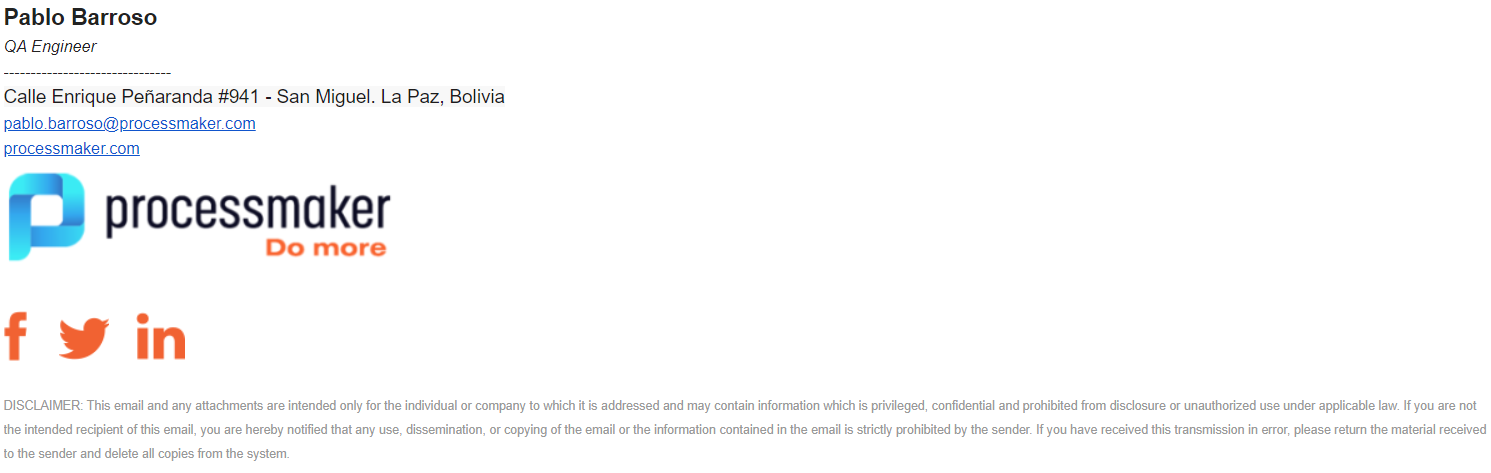 Pablo Barroso
QA Engineer
-------------------------------
Calle Enrique Peñaranda #941 - San Miguel. La Paz, Bolivia
pablo.barroso@processmaker.com
processmaker.com
processmaker
Do more
f in
DISCLAIMER: This email and any attachments are intended only for the individual or company to which it is addressed and may contain information which is privileged, confidential and prohibited from disclosure or unauthorized use under applicable law. If you are not
the intended recipient of this email, you are hereby notified that any use, dissemination, or copying of the email or the information contained in the email is strictly prohibited by the sender. If you have received this transmission in error, please return the material received
to the sender and delete all copies from the system.